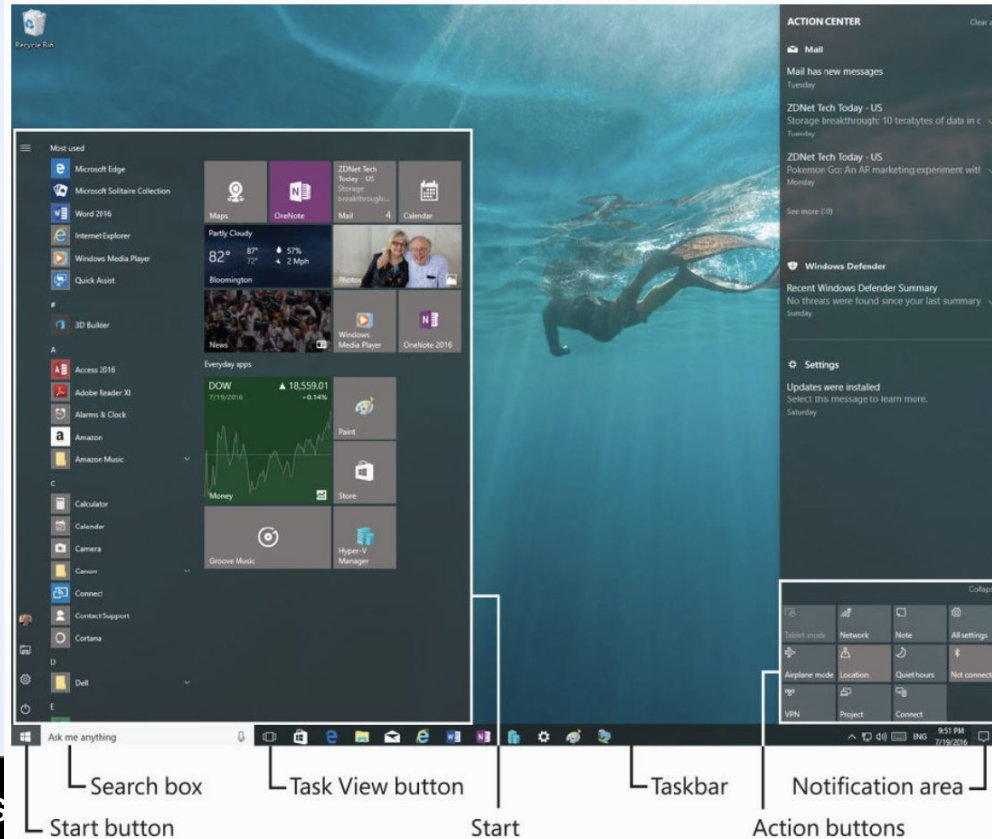 Recycle Bin
Most used
Microsoft Edge
Microsoft Solitaire Colection
Word 2016
Internet Explorer
Windows Media Player
Quick Assist
#
3D Builder
A
Access 2016
Adobe Reader XI
Alarms & Clock
Amazon
Amazon Music
C
Calculator
Calendar
Camera
Canon
Connect
Contact Support
Cortana
D
Dell
E
Maps
OneNote
ZDNet Tech
Today - US
Storage
breakthrough:...
Mail 4
Calendar
Partly Cloudy
82° 87° 57%
72° 2 Mph
Bloomington
Photos
News
Windows
Media Player
OneNote 2016
Everyday apps
DOW ▲ 18,559.01
7/19/2016 +0.14%
Money
Paint
Store
Groove Music
Hyper-V
Manager
ACTION CENTER
Clear a
Mail
Mail has new messages
Tuesday
ZDNet Tech Today - US
Storage breakthrough: 10 terabytes of data in c
Tuesday
ZDNet Tech Today - US
Pokemon Go: An AR marketing experiment with
Monday
See more (10)
Windows Defender
Recent Windows Defender Summary
No threats were found since your last summary
Sunday
Settings
Updates were installed
Select this message to learn more.
Saturday
Collaps
Tablet mode Network Note All settings
Airplane mode Location Quiet hours Not connect
VPN Project Connect
Ask me anything
ENG
9:51 PM
7/19/2016
Search box
Task View button
Taskbar
Notification area
Start button
Start
Action buttons